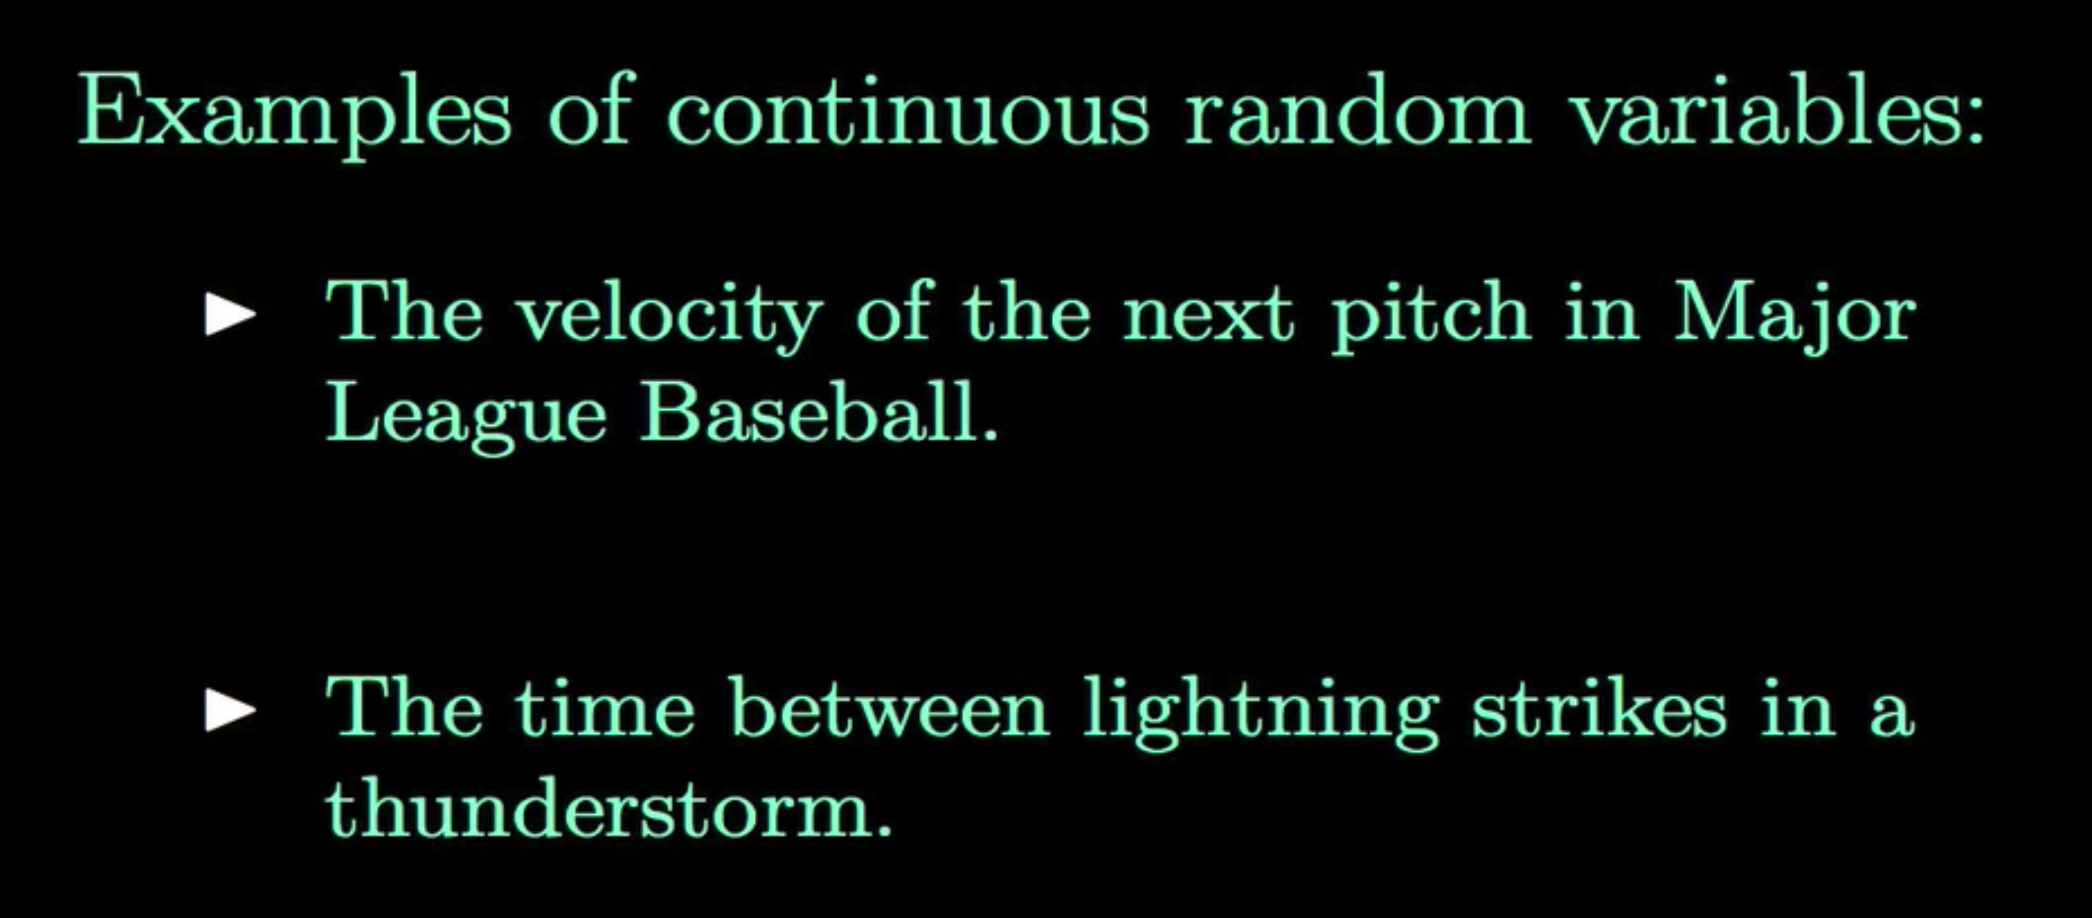 Examples of continuous random variables:
The velocity of the next pitch in Major
League Baseball.
The time between lightning strikes in a
thunderstorm.